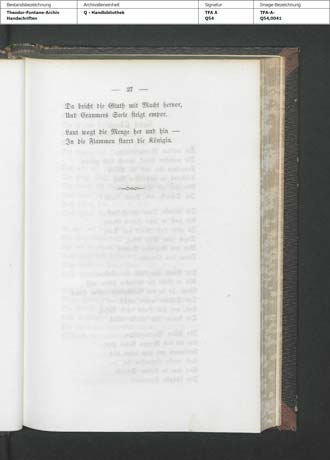 Bestandsbezeichnung
Archivalieneinheit
Signatur
Image-Bezeichnung
Theodor-Fontane-Archiv
Handschriften
Q - Handbibliothek
TFA A
Q54
TFA-A-
Q54,0041
— 27 —
Da bricht die Gluth mit Macht hervor,
Und Cranmers Seele steigt empor.
Laut wogt die Menge her und hin —
In die Flammen starrt die Königin.